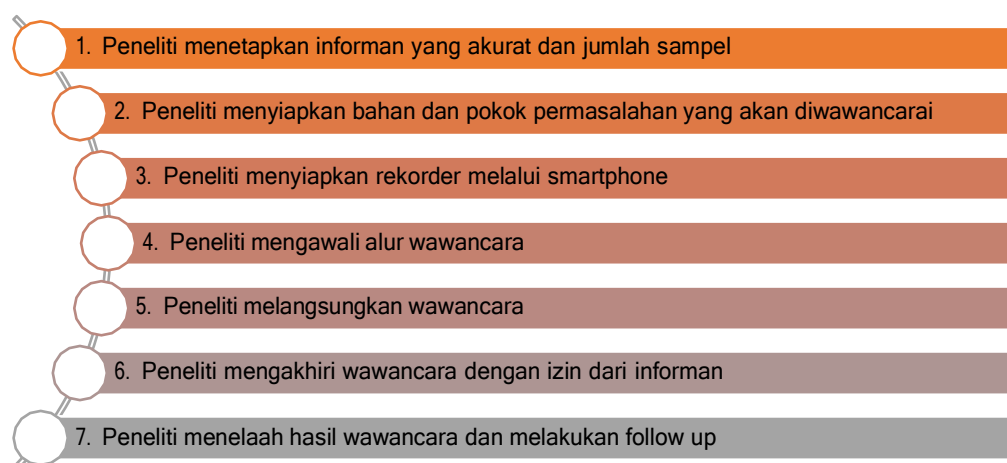 1. Peneliti menetapkan informan yang akurat dan jumlah sampel
2. Peneliti menyiapkan bahan dan pokok permasalahan yang akan diwawancarai
3. Peneliti menyiapkan rekorder melalui smartphone
4. Peneliti mengawali alur wawancara
5. Peneliti melangsungkan wawancara
6. Peneliti mengakhiri wawancara dengan izin dari informan
7. Peneliti menelaah hasil wawancara dan melakukan follow up